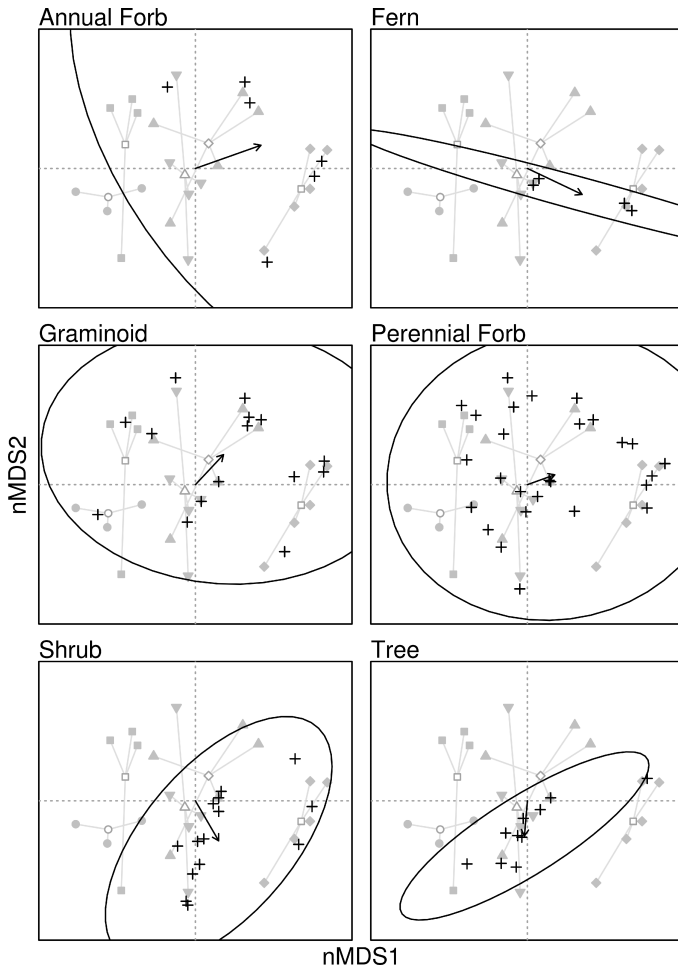 Annual Forb
Fern
Graminoid
Perennial Forb
nMDS2
Shrub
Tree
nMDS1